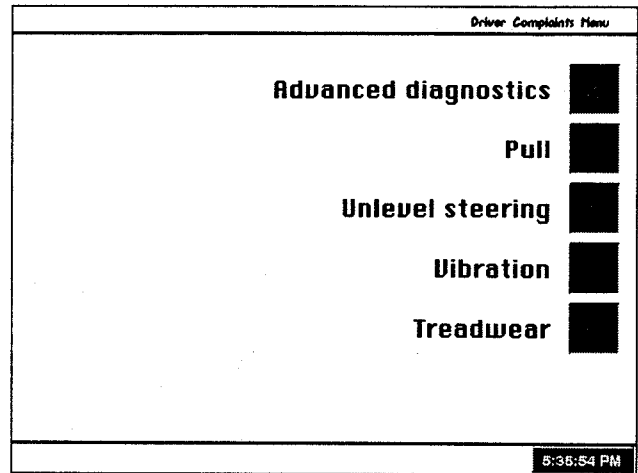 Driver Complaints Menu
Advanced diagnostics
Pull
Unlevel steering
Vibration
Treadwear
5:35:54 PM